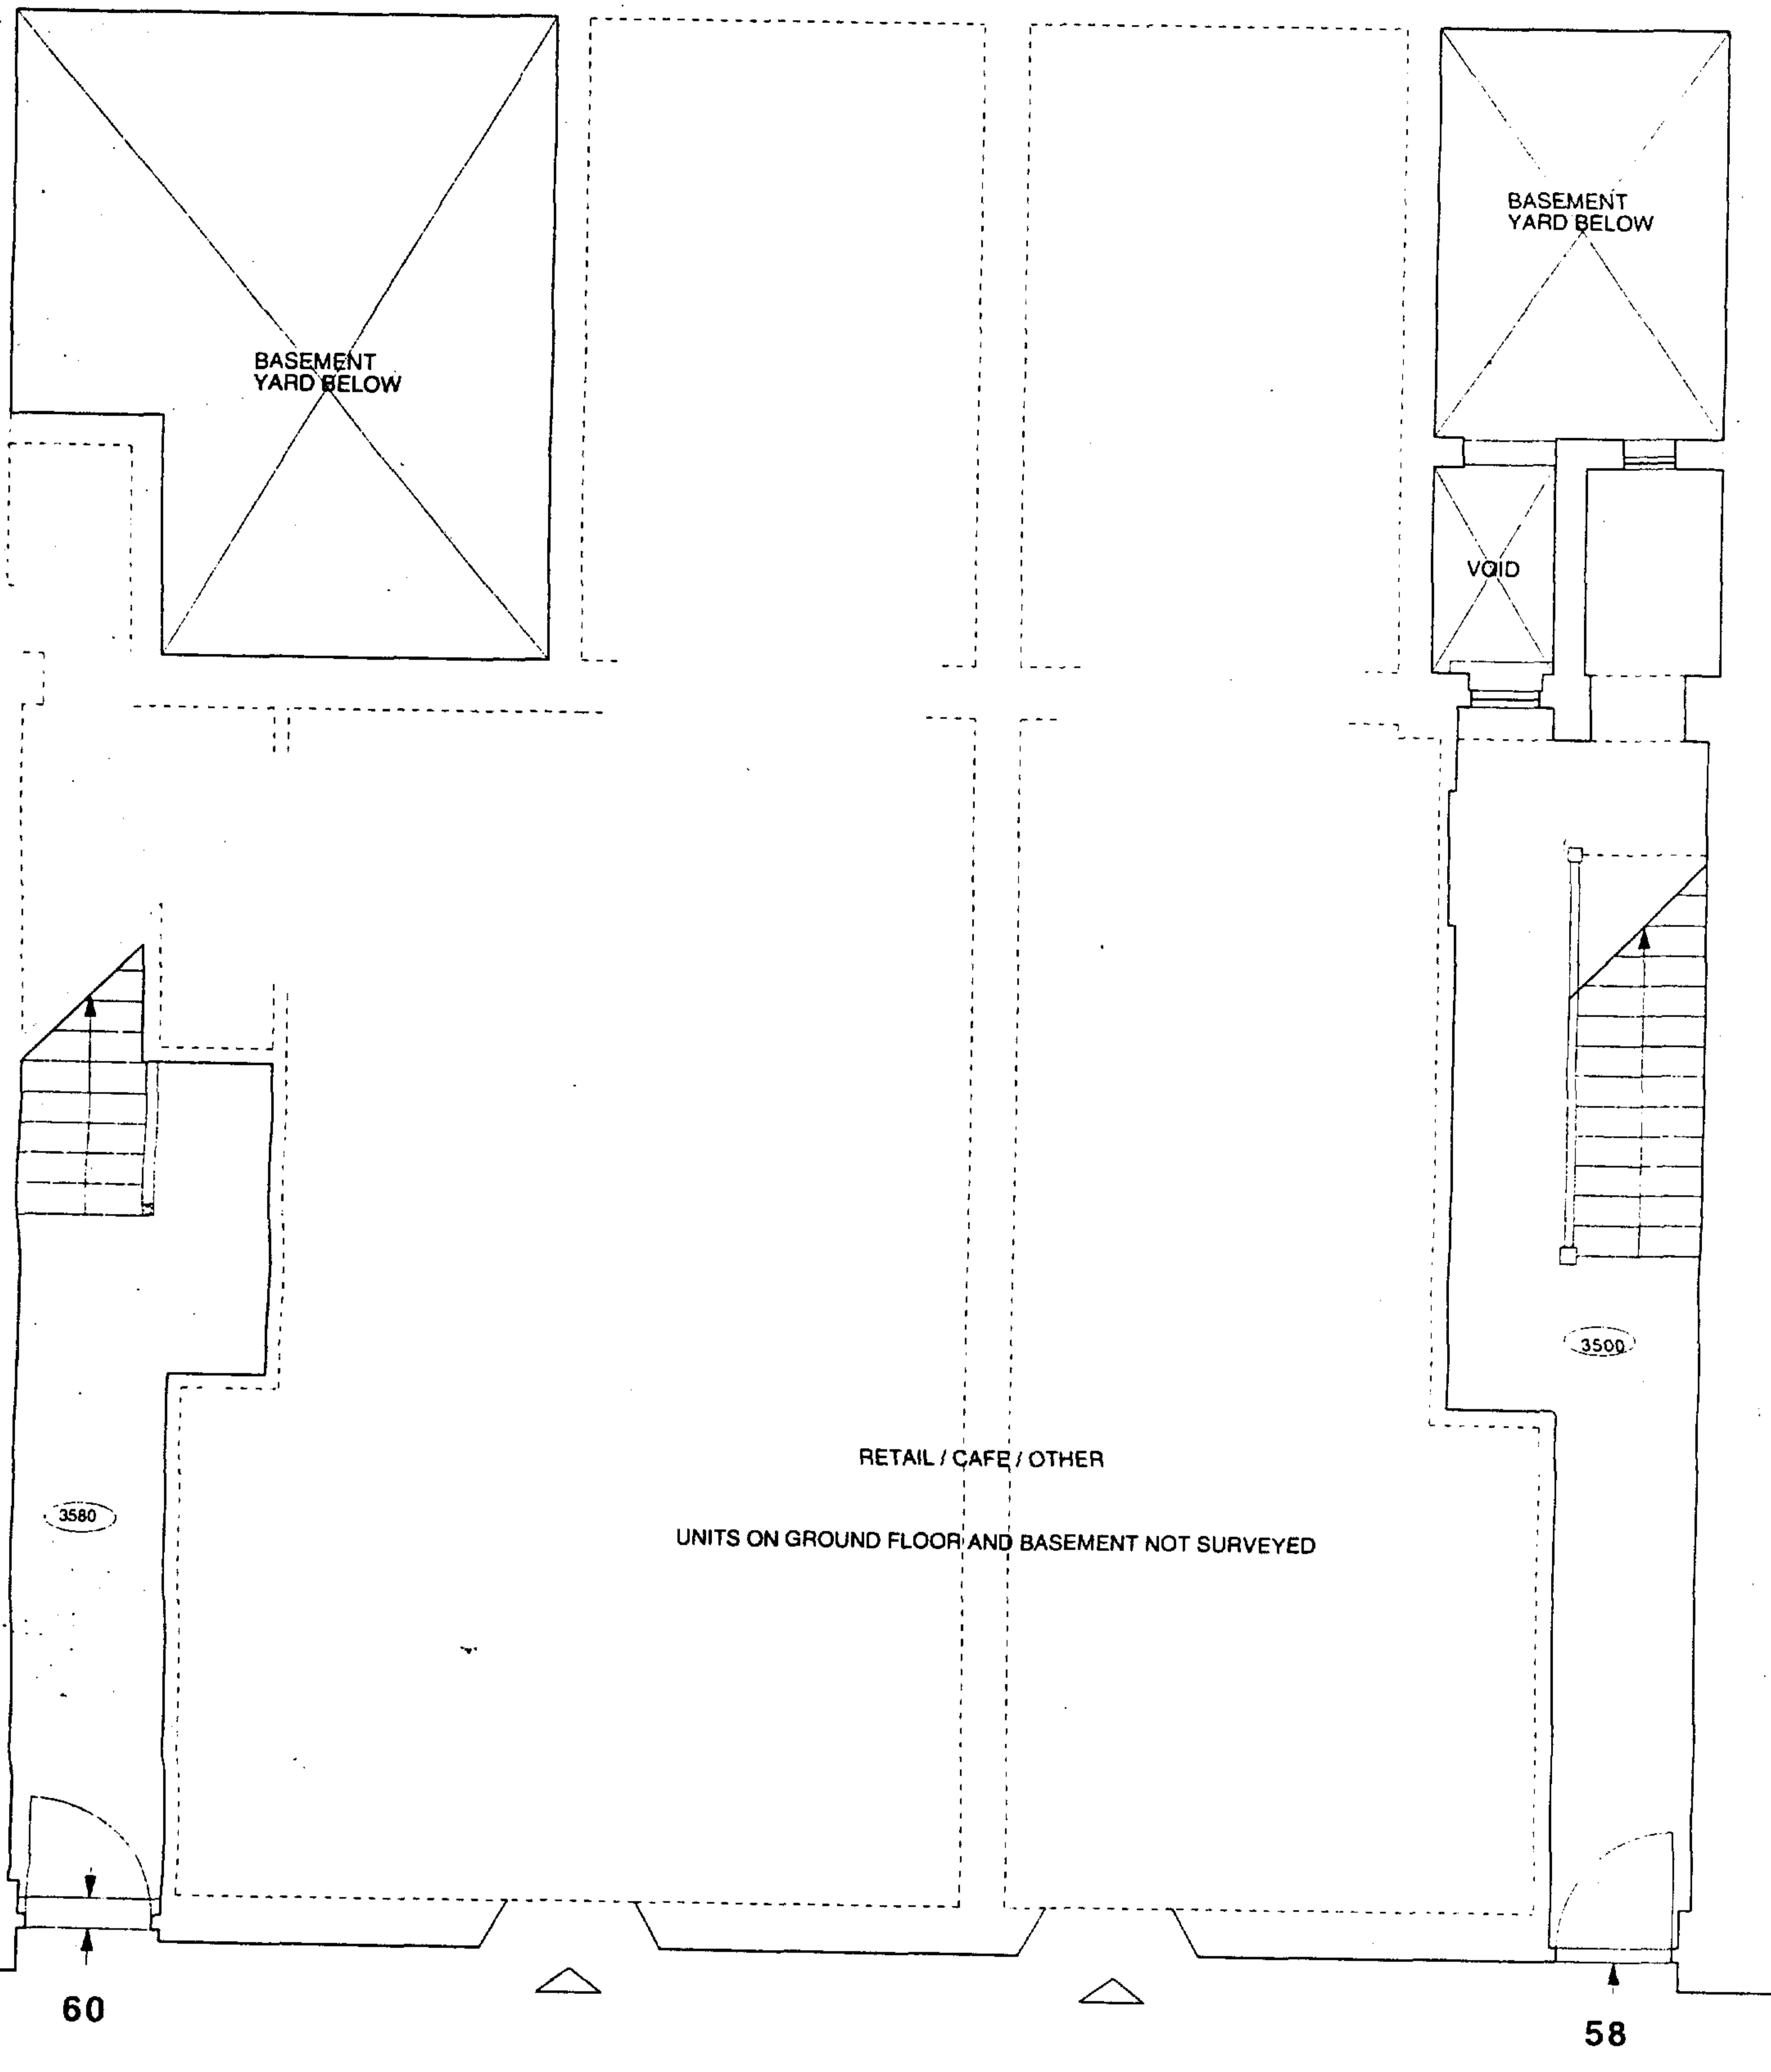 BASEMENT
YARD BELOW
BASEMENT
YARD BELOW
VOID
3500
RETAIL / CAFE / OTHER
UNITS ON GROUND FLOOR AND BASEMENT NOT SURVEYED
3580
60
58